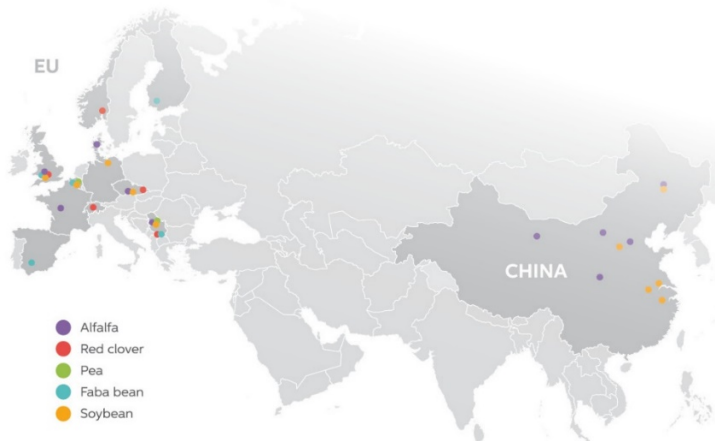 EU
CHINA
Alfalfa
Red clover
Pea
Faba bean
Soybean